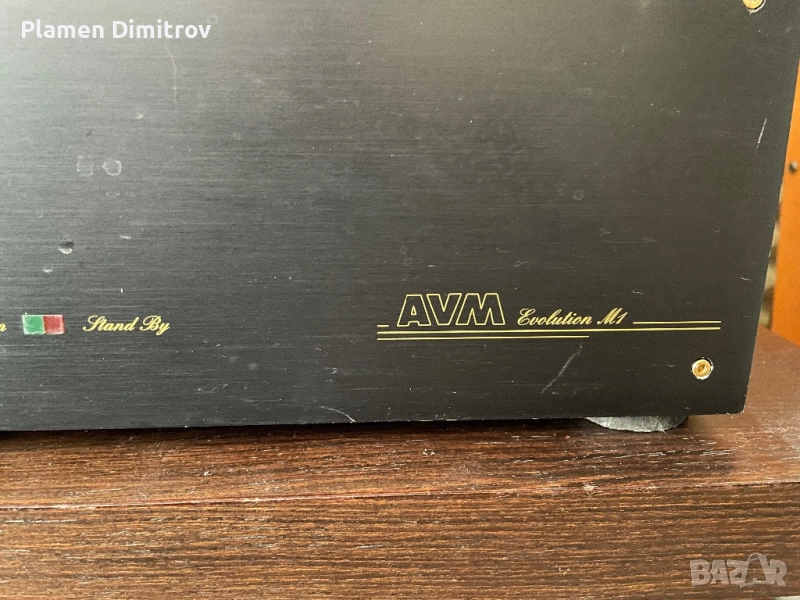 Plamen Dimitrov
Stand By
AVM Evolution M1
BAZAR